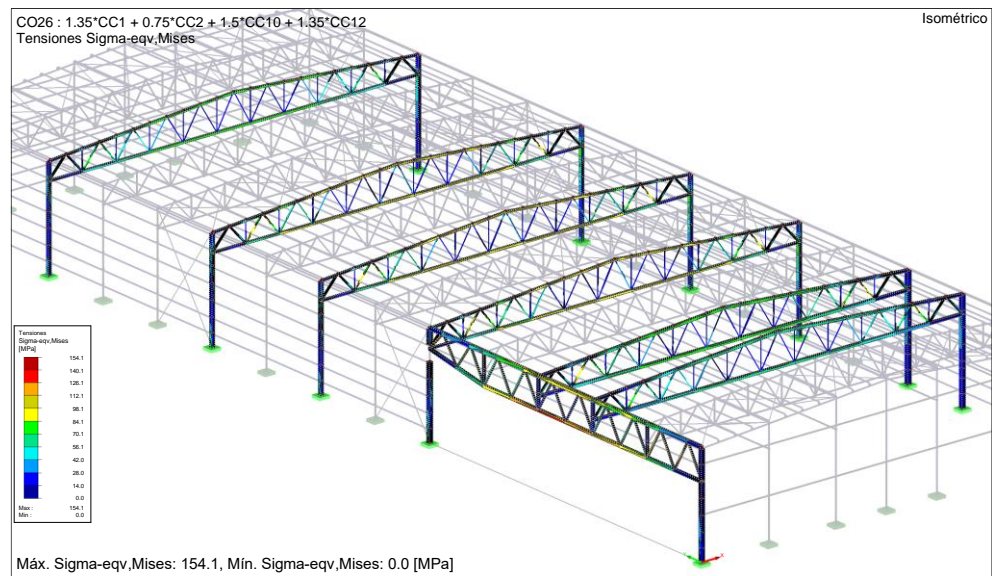 CO26 : 1.35*CC1 + 0.75*CC2 + 1.5*CC10 + 1.35*CC12
Tensiones Sigma-eqv,Mises
Isométrico
Tensiones
Sigma-eqv,Mises
[MPa]
154.1
140.1
126.1
112.1
98.1
84.1
70.1
56.1
42.0
28.0
14.0
0.0
Max : 154.1
Min : 0.0
Máx. Sigma-eqv,Mises: 154.1, Mín. Sigma-eqv,Mises: 0.0 [MPa]